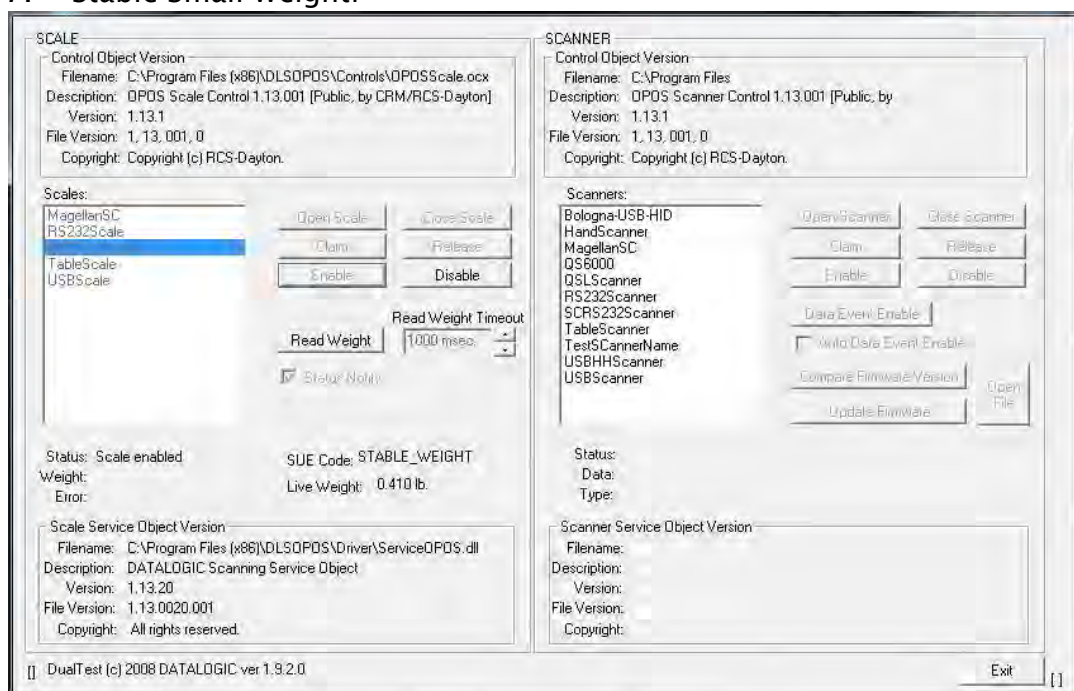 SCALE
Control Object Version
Filename: C:\Program Files (x86)\DLSOPOS\Controls\OPOSScale.ocx
Description: OPOS Scale Control 1.13.001 [Public, by CRM/RCS-Dayton]
Version: 1.13.1
File Version: 1, 13, 001, 0
Copyright: Copyright (c) RCS-Dayton.
Scales:
MagellanSC
RS232Scale
TableScale
USBScale
Open Scale
Close Scale
Claim
Release
Enable
Disable
Read Weight Timeout
Read Weight
1000 msec.
Status Notify
Status: Scale enabled
Weight:
Error:
SUE Code: STABLE_WEIGHT
Live Weight: 0.410 lb.
Scale Service Object Version
Filename: C:\Program Files (x86)\DLSOPOS\Driver\ServiceOPOS.dll
Description: DATALOGIC Scanning Service Object
Version: 1.13.20
File Version: 1.13.0020.001
Copyright: All rights reserved.
SCANNER
Control Object Version
Filename: C:\Program Files
Description: OPOS Scanner Control 1.13.001 [Public, by
Version: 1.13.1
File Version: 1, 13, 001, 0
Copyright: Copyright (c) RCS-Dayton.
Scanners:
Bologna-USB-HID
HandScanner
MagellanSC
QS6000
QSLScanner
RS232Scanner
SCRS232Scanner
TableScanner
TestSCannerName
USBHHScanner
USBScanner
Open Scanner
Close Scanner
Claim
Release
Enable
Disable
Data Event Enable
Auto Data Event Enable
Compare Firmware Version
Open File
Update Firmware
Status:
Data:
Type:
Scanner Service Object Version
Filename:
Description:
Version:
File Version:
Copyright:
[] DualTest (c) 2008 DATALOGIC ver 1.9.2.0
Exit
[ ]